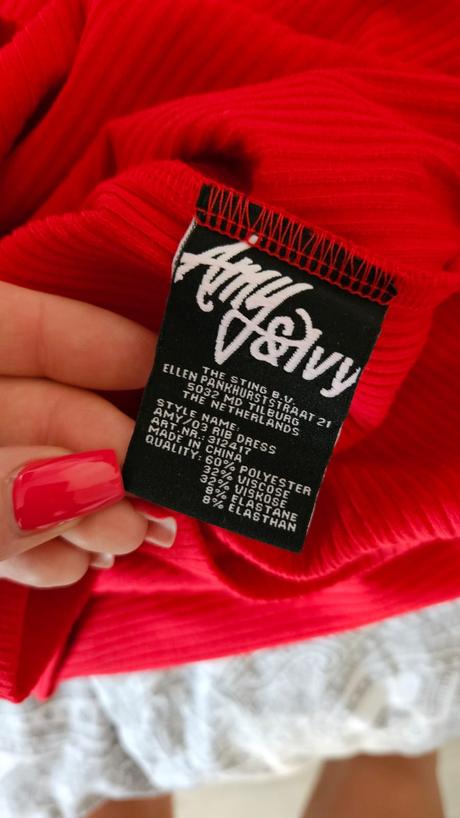 Amy
&Ivy
THE STING B.V.
ELLEN PANKHURSTSTRAAT 21
5032 MD TILBURG
THE NETHERLANDS
STYLE NAME:
AMY/03 RIB DRESS
ART.NR.: 312417
MADE IN CHINA
QUALITY: 60% POLYESTER
32% VISCOSE
32% VISKOSE
8% ELASTANE
8% ELASTHAN